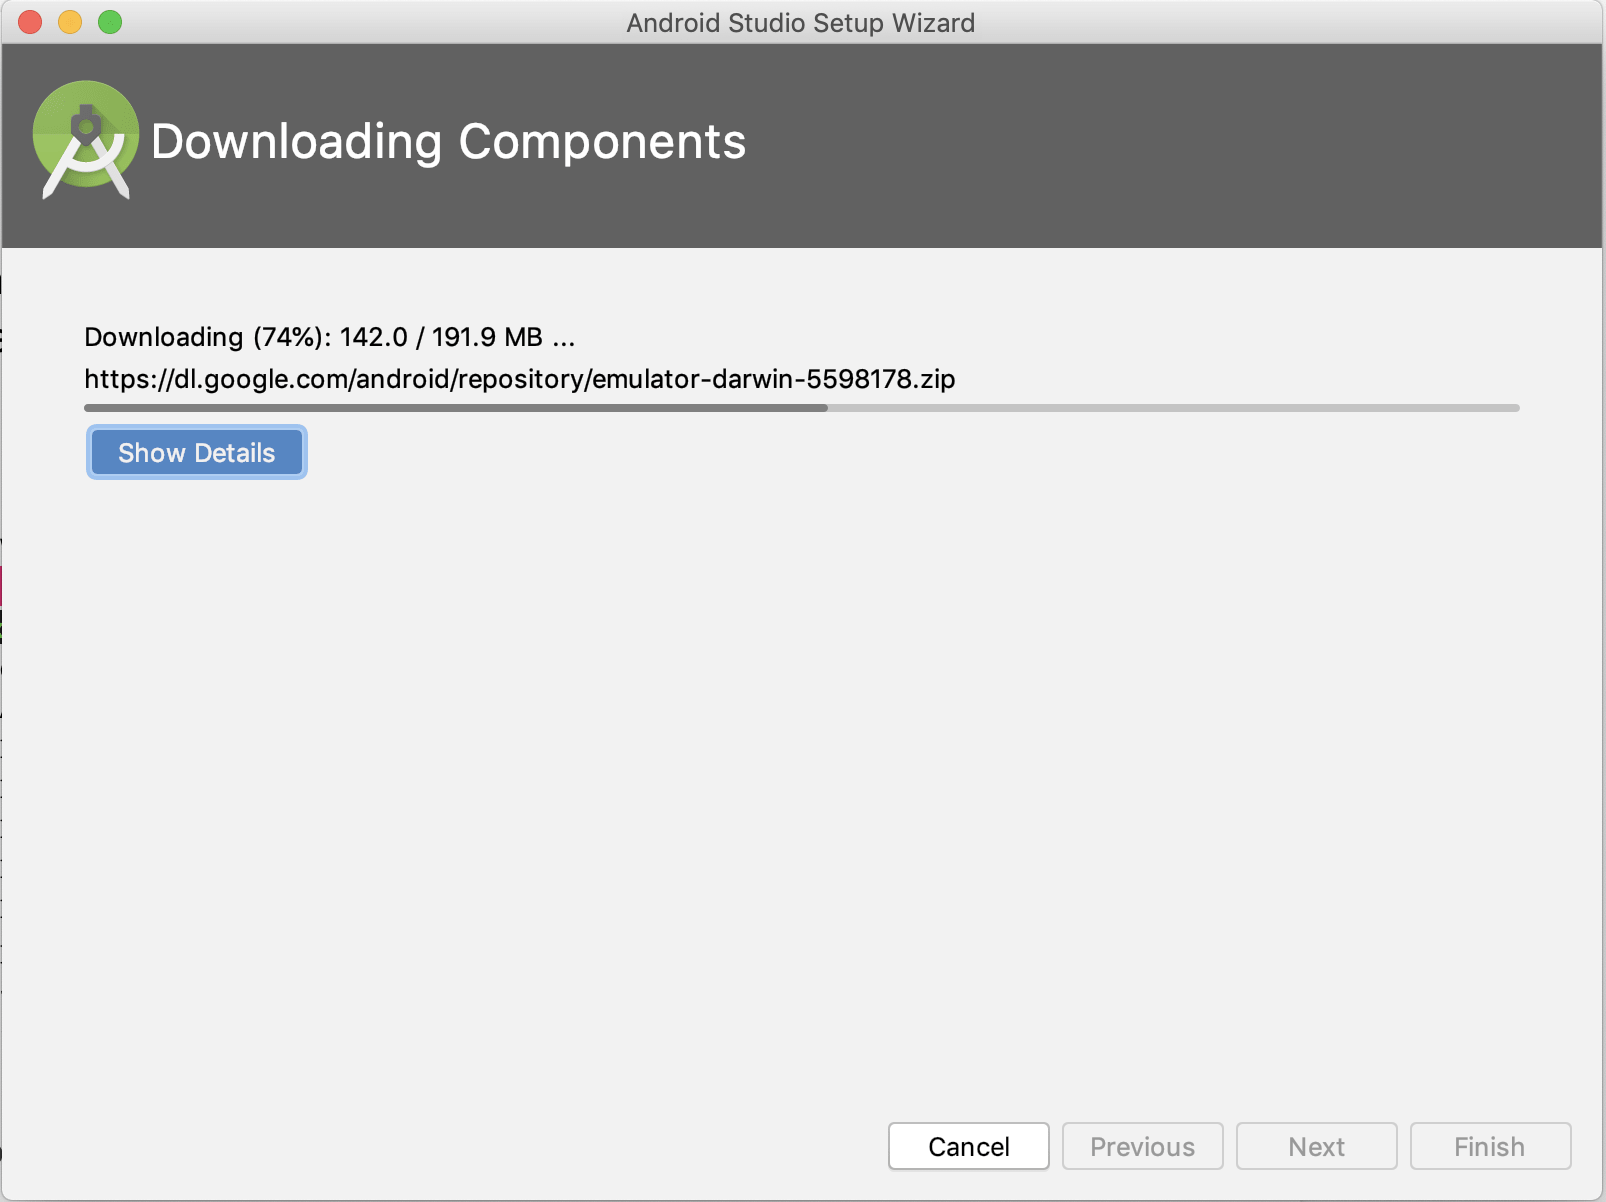 Android Studio Setup Wizard
Downloading Components
Downloading (74%): 142.0 / 191.9 MB ...
https://dl.google.com/android/repository/emulator-darwin-5598178.zip
Show Details
Cancel Previous Next Finish